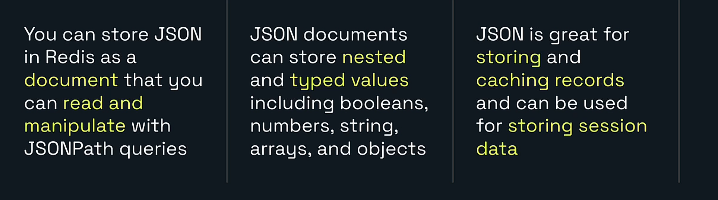 You can store JSON
in Redis as a
document that you
can read and
manipulate with
JSONPath queries
JSON documents
can store nested
and typed values
including booleans,
numbers, string,
arrays, and objects
JSON is great for
storing and
caching records
and can be used
for storing session
data